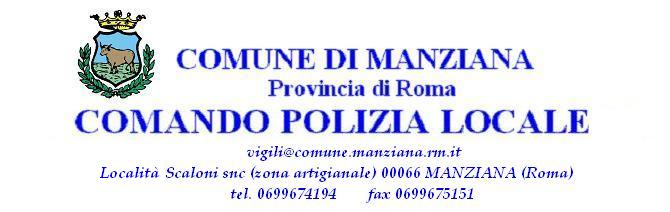 COMUNE DI MANZIANA
Provincia di Roma
COMANDO POLIZIA LOCALE
vigili@comune.manziana.rm.it
Località Scaloni snc (zona artigianale) 00066 MANZIANA (Roma)
tel. 0699674194 fax 0699675151